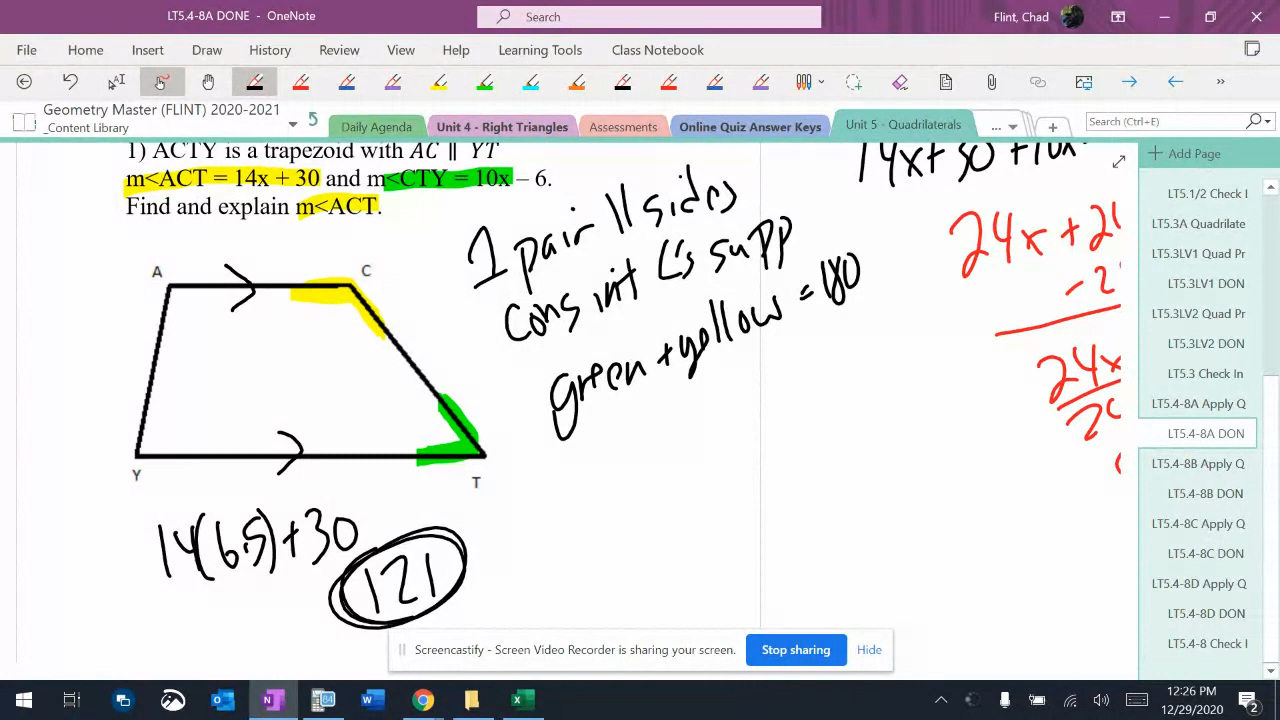 LT5.4-8A DONE - OneNote
Search
Flint, Chad
File Home Insert Draw History Review View Help Learning Tools Class Notebook
Geometry Master (FLINT) 2020-2021
_Content Library
Daily Agenda
Unit 4 - Right Triangles
Assessments
Online Quiz Answer Keys
Unit 5 - Quadrilaterals
...
Search (Ctrl+E)
Add Page
LT5.1/2 Check I
LT5.3A Quadrilate
LT5.3LV1 Quad Pr
LT5.3LV1 DON
LT5.3LV2 Quad Pr
LT5.3LV2 DON
LT5.3 Check In
LT5.4-8A Apply Q
LT5.4-8A DON
LT5.4-8B Apply Q
LT5.4-8B DON
LT5.4-8C Apply Q
LT5.4-8C DON
LT5.4-8D Apply Q
LT5.4-8D DON
LT5.4-8 Check I
1) ACTY is a trapezoid with AC ∥ YT
m<ACT = 14x + 30 and m<CTY = 10x – 6.
Find and explain m<ACT.
A
C
Y
T
1 pair || sides
cons int ∠'s supp
green + yellow = 180
14(6.5)+30
121
14x+30+10x-
24x+2
-2
24x
2
Screencastify - Screen Video Recorder is sharing your screen.
Stop sharing
Hide
12:26 PM
12/29/2020
2